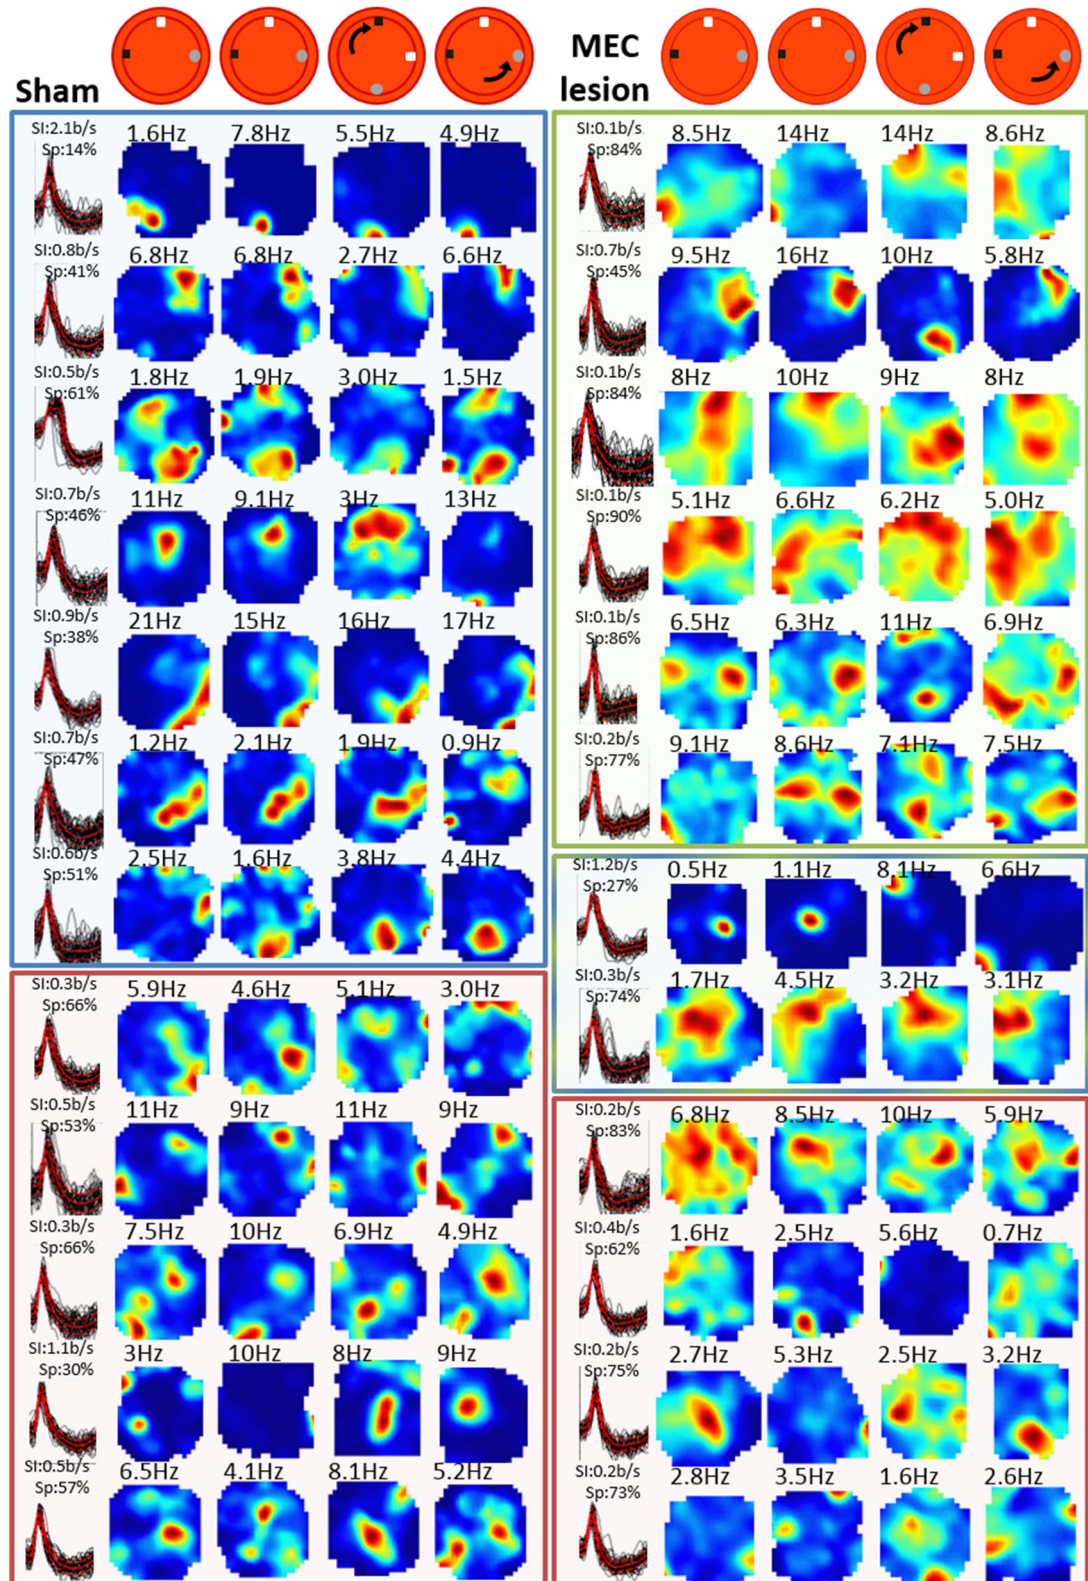 Sham
MEC
lesion
SI:2.1b/s
Sp:14%
1.6Hz 7.8Hz 5.5Hz 4.9Hz
SI:0.8b/s
Sp:41%
6.8Hz 6.8Hz 2.7Hz 6.6Hz
SI:0.5b/s
Sp:61%
1.8Hz 1.9Hz 3.0Hz 1.5Hz
SI:0.7b/s
Sp:46%
11Hz 9.1Hz 3Hz 13Hz
SI:0.9b/s
Sp:38%
21Hz 15Hz 16Hz 17Hz
SI:0.7b/s
Sp:47%
1.2Hz 2.1Hz 1.9Hz 0.9Hz
SI:0.6b/s
Sp:51%
2.5Hz 1.6Hz 3.8Hz 4.4Hz
SI:0.3b/s
Sp:66%
5.9Hz 4.6Hz 5.1Hz 3.0Hz
SI:0.5b/s
Sp:53%
11Hz 9Hz 11Hz 9Hz
SI:0.3b/s
Sp:66%
7.5Hz 10Hz 6.9Hz 4.9Hz
SI:1.1b/s
Sp:30%
3Hz 10Hz 8Hz 9Hz
SI:0.5b/s
Sp:57%
6.5Hz 4.1Hz 8.1Hz 5.2Hz
SI:0.1b/s
Sp:84%
8.5Hz 14Hz 14Hz 8.6Hz
SI:0.7b/s
Sp:45%
9.5Hz 16Hz 10Hz 5.8Hz
SI:0.1b/s
Sp:84%
8Hz 10Hz 9Hz 8Hz
SI:0.1b/s
Sp:90%
5.1Hz 6.6Hz 6.2Hz 5.0Hz
SI:0.1b/s
Sp:86%
6.5Hz 6.3Hz 11Hz 6.9Hz
SI:0.2b/s
Sp:77%
9.1Hz 8.6Hz 7.1Hz 7.5Hz
SI:1.2b/s
Sp:27%
0.5Hz 1.1Hz 8.1Hz 6.6Hz
SI:0.3b/s
Sp:74%
1.7Hz 4.5Hz 3.2Hz 3.1Hz
SI:0.2b/s
Sp:83%
6.8Hz 8.5Hz 10Hz 5.9Hz
SI:0.4b/s
Sp:62%
1.6Hz 2.5Hz 5.6Hz 0.7Hz
SI:0.2b/s
Sp:75%
2.7Hz 5.3Hz 2.5Hz 3.2Hz
SI:0.2b/s
Sp:73%
2.8Hz 3.5Hz 1.6Hz 2.6Hz